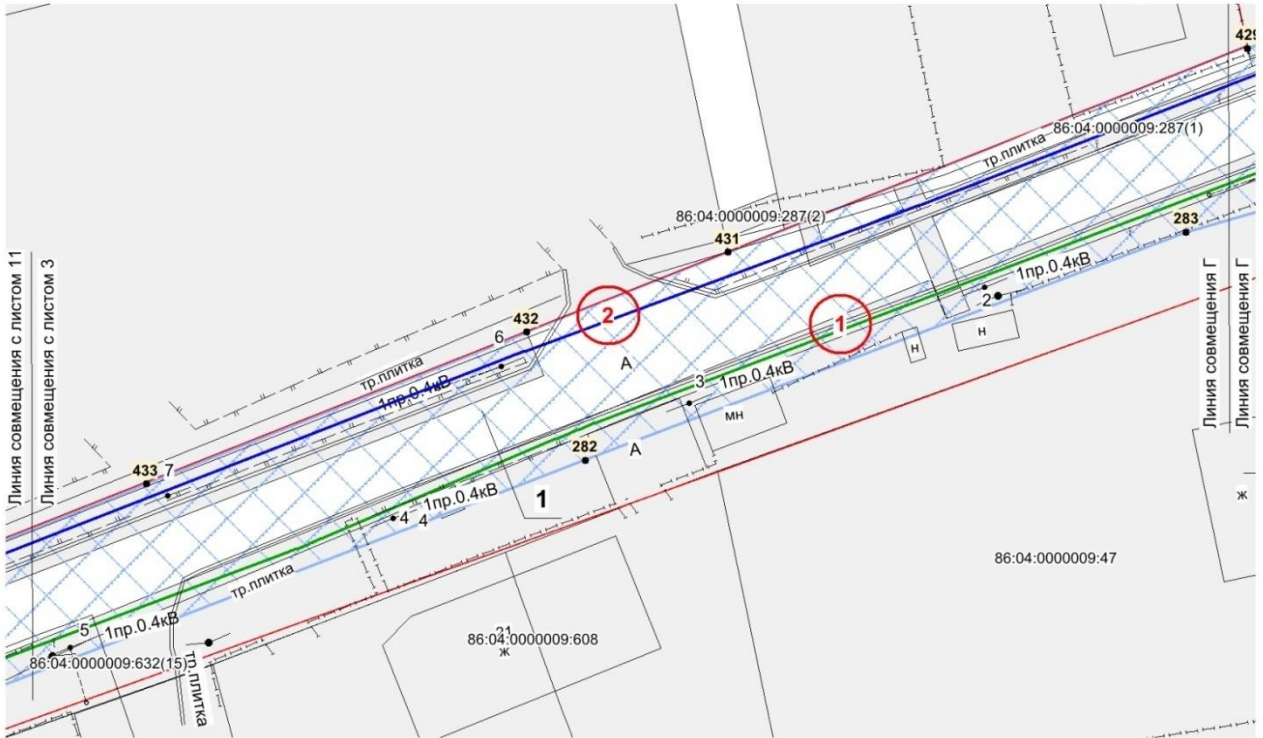 429
86:04:0000009:287(1)
тр.плитка
86:04:0000009:287(2)
431
283
1пр.0.4кВ
2
н
н
Линия совмещения с листом 11
Линия совмещения с листом 3
Линия совмещения Г
Линия совмещения Г
432
2
1
6
А
тр.плитка
1пр.0.4кВ
3
1пр.0.4кВ
мн
282
А
433
7
1пр.0.4кВ
1
4
4
ж
86:04:0000009:47
тр.плитка
5
1пр.0.4кВ
21
86:04:0000009:608
ж
86:04:0000009:632(15)
тр.плитка